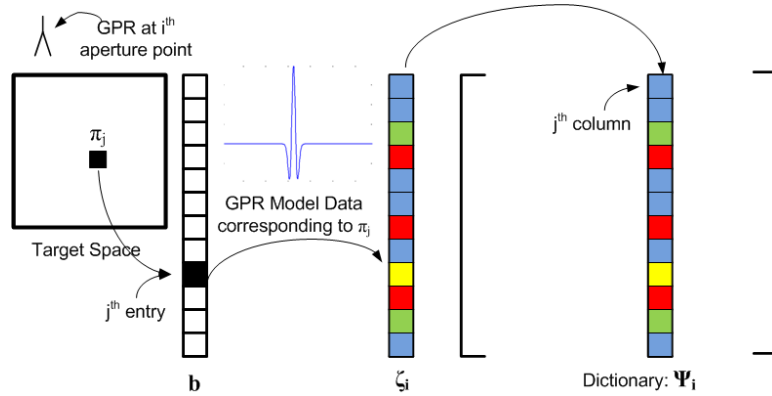 GPR at i^th
aperture point
π_j
Target Space
j^th entry
b
GPR Model Data
corresponding to π_j
ζ_i
j^th column
Dictionary: Ψ_i